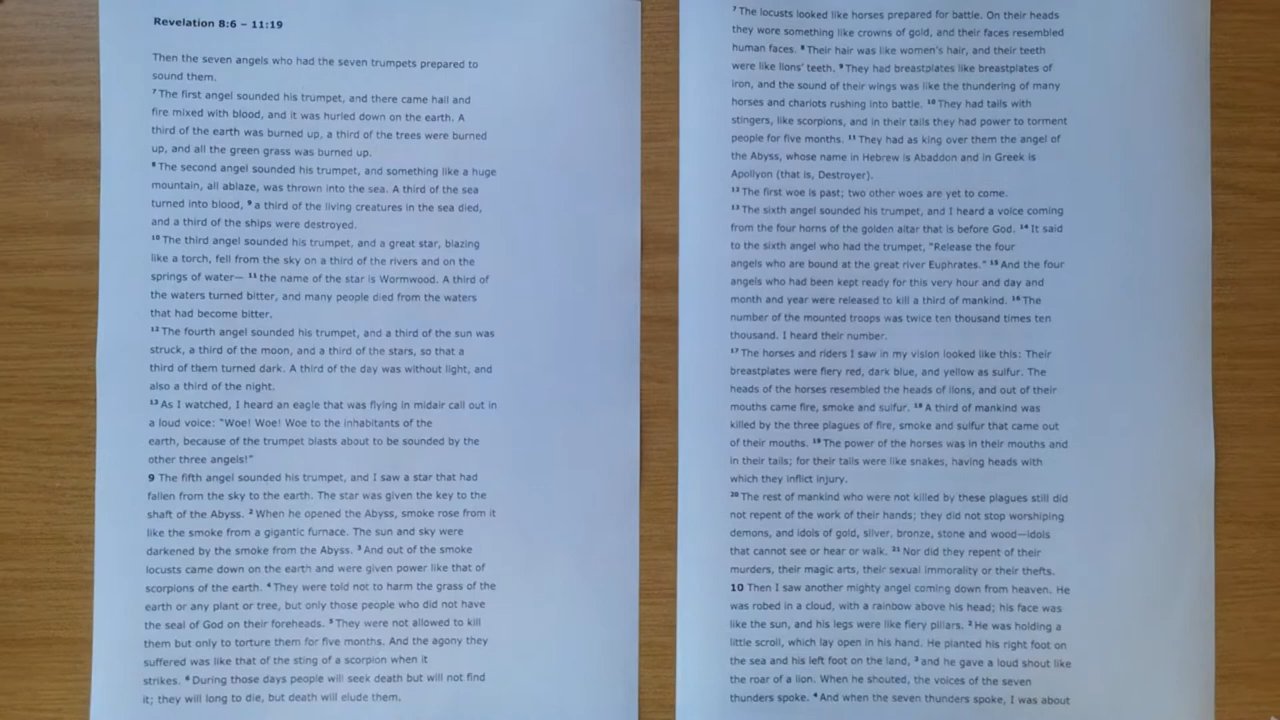 Revelation 8:6 – 11:19
Then the seven angels who had the seven trumpets prepared to
sound them.
⁷ The first angel sounded his trumpet, and there came hail and
fire mixed with blood, and it was hurled down on the earth. A
third of the earth was burned up, a third of the trees were burned
up, and all the green grass was burned up.
⁸ The second angel sounded his trumpet, and something like a huge
mountain, all ablaze, was thrown into the sea. A third of the sea
turned into blood, ⁹ a third of the living creatures in the sea died,
and a third of the ships were destroyed.
¹⁰ The third angel sounded his trumpet, and a great star, blazing
like a torch, fell from the sky on a third of the rivers and on the
springs of water— ¹¹ the name of the star is Wormwood. A third of
the waters turned bitter, and many people died from the waters
that had become bitter.
¹² The fourth angel sounded his trumpet, and a third of the sun was
struck, a third of the moon, and a third of the stars, so that a
third of them turned dark. A third of the day was without light, and
also a third of the night.
¹³ As I watched, I heard an eagle that was flying in midair call out in
a loud voice: "Woe! Woe! Woe to the inhabitants of the
earth, because of the trumpet blasts about to be sounded by the
other three angels!"
9 The fifth angel sounded his trumpet, and I saw a star that had
fallen from the sky to the earth. The star was given the key to the
shaft of the Abyss. ² When he opened the Abyss, smoke rose from it
like the smoke from a gigantic furnace. The sun and sky were
darkened by the smoke from the Abyss. ³ And out of the smoke
locusts came down on the earth and were given power like that of
scorpions of the earth. ⁴ They were told not to harm the grass of the
earth or any plant or tree, but only those people who did not have
the seal of God on their foreheads. ⁵ They were not allowed to kill
them but only to torture them for five months. And the agony they
suffered was like that of the sting of a scorpion when it
strikes. ⁶ During those days people will seek death but will not find
it; they will long to die, but death will elude them.
⁷ The locusts looked like horses prepared for battle. On their heads
they wore something like crowns of gold, and their faces resembled
human faces. ⁸ Their hair was like women's hair, and their teeth
were like lions' teeth. ⁹ They had breastplates like breastplates of
iron, and the sound of their wings was like the thundering of many
horses and chariots rushing into battle. ¹⁰ They had tails with
stingers, like scorpions, and in their tails they had power to torment
people for five months. ¹¹ They had as king over them the angel of
the Abyss, whose name in Hebrew is Abaddon and in Greek is
Apollyon (that is, Destroyer).
¹² The first woe is past; two other woes are yet to come.
¹³ The sixth angel sounded his trumpet, and I heard a voice coming
from the four horns of the golden altar that is before God. ¹⁴ It said
to the sixth angel who had the trumpet, "Release the four
angels who are bound at the great river Euphrates." ¹⁵ And the four
angels who had been kept ready for this very hour and day and
month and year were released to kill a third of mankind. ¹⁶ The
number of the mounted troops was twice ten thousand times ten
thousand. I heard their number.
¹⁷ The horses and riders I saw in my vision looked like this: Their
breastplates were fiery red, dark blue, and yellow as sulfur. The
heads of the horses resembled the heads of lions, and out of their
mouths came fire, smoke and sulfur. ¹⁸ A third of mankind was
killed by the three plagues of fire, smoke and sulfur that came out
of their mouths. ¹⁹ The power of the horses was in their mouths and
in their tails; for their tails were like snakes, having heads with
which they inflict injury.
²⁰ The rest of mankind who were not killed by these plagues still did
not repent of the work of their hands; they did not stop worshiping
demons, and idols of gold, silver, bronze, stone and wood—idols
that cannot see or hear or walk. ²¹ Nor did they repent of their
murders, their magic arts, their sexual immorality or their thefts.
10 Then I saw another mighty angel coming down from heaven. He
was robed in a cloud, with a rainbow above his head; his face was
like the sun, and his legs were like fiery pillars. ² He was holding a
little scroll, which lay open in his hand. He planted his right foot on
the sea and his left foot on the land, ³ and he gave a loud shout like
the roar of a lion. When he shouted, the voices of the seven
thunders spoke. ⁴ And when the seven thunders spoke, I was about